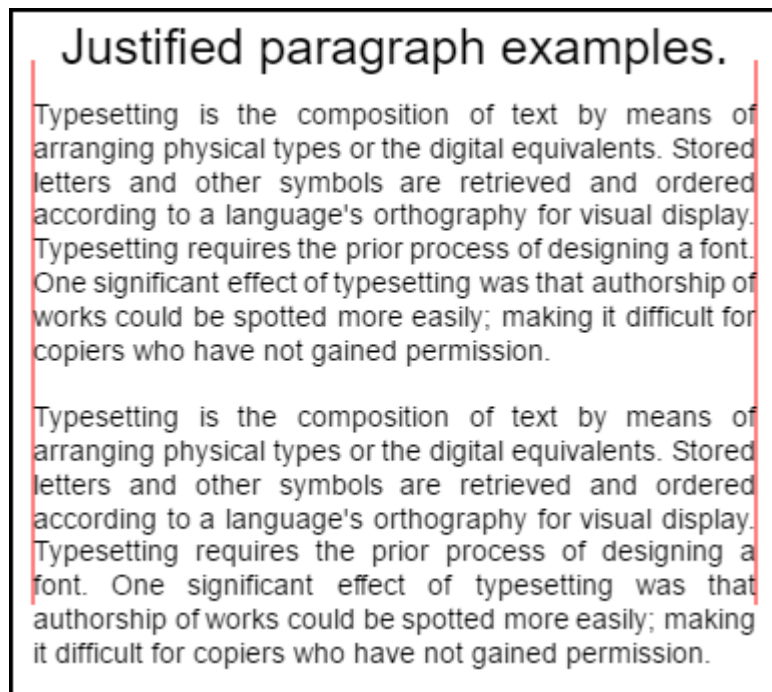 Justified paragraph examples.
Typesetting is the composition of text by means of
arranging physical types or the digital equivalents. Stored
letters and other symbols are retrieved and ordered
according to a language's orthography for visual display.
Typesetting requires the prior process of designing a font.
One significant effect of typesetting was that authorship of
works could be spotted more easily; making it difficult for
copiers who have not gained permission.
Typesetting is the composition of text by means of
arranging physical types or the digital equivalents. Stored
letters and other symbols are retrieved and ordered
according to a language's orthography for visual display.
Typesetting requires the prior process of designing a
font. One significant effect of typesetting was that
authorship of works could be spotted more easily; making
it difficult for copiers who have not gained permission.